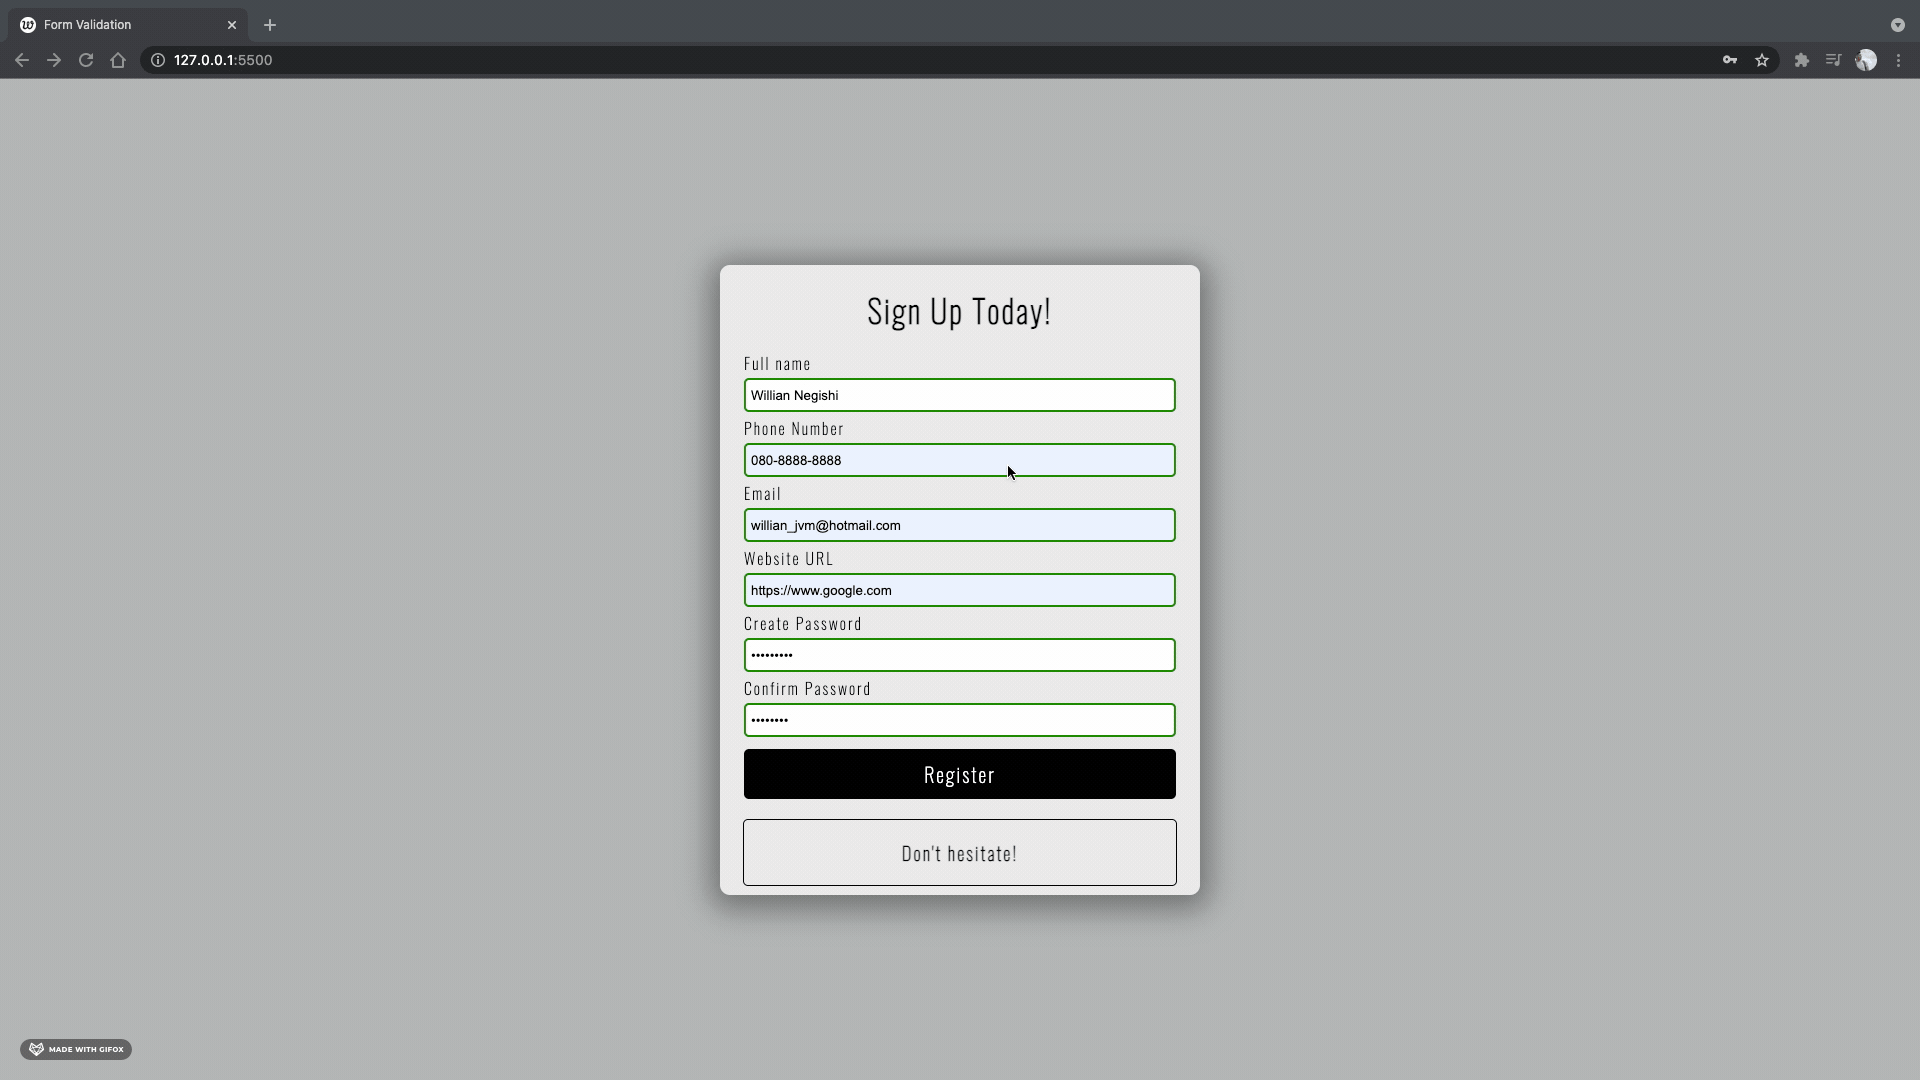 Form Validation
127.0.0.1:5500
Sign Up Today!
Full name
Willian Negishi
Phone Number
080-8888-8888
Email
willian_jvm@hotmail.com
Website URL
https://www.google.com
Create Password
•••••••••
Confirm Password
••••••••
Register
Don't hesitate!
MADE WITH GIFOX